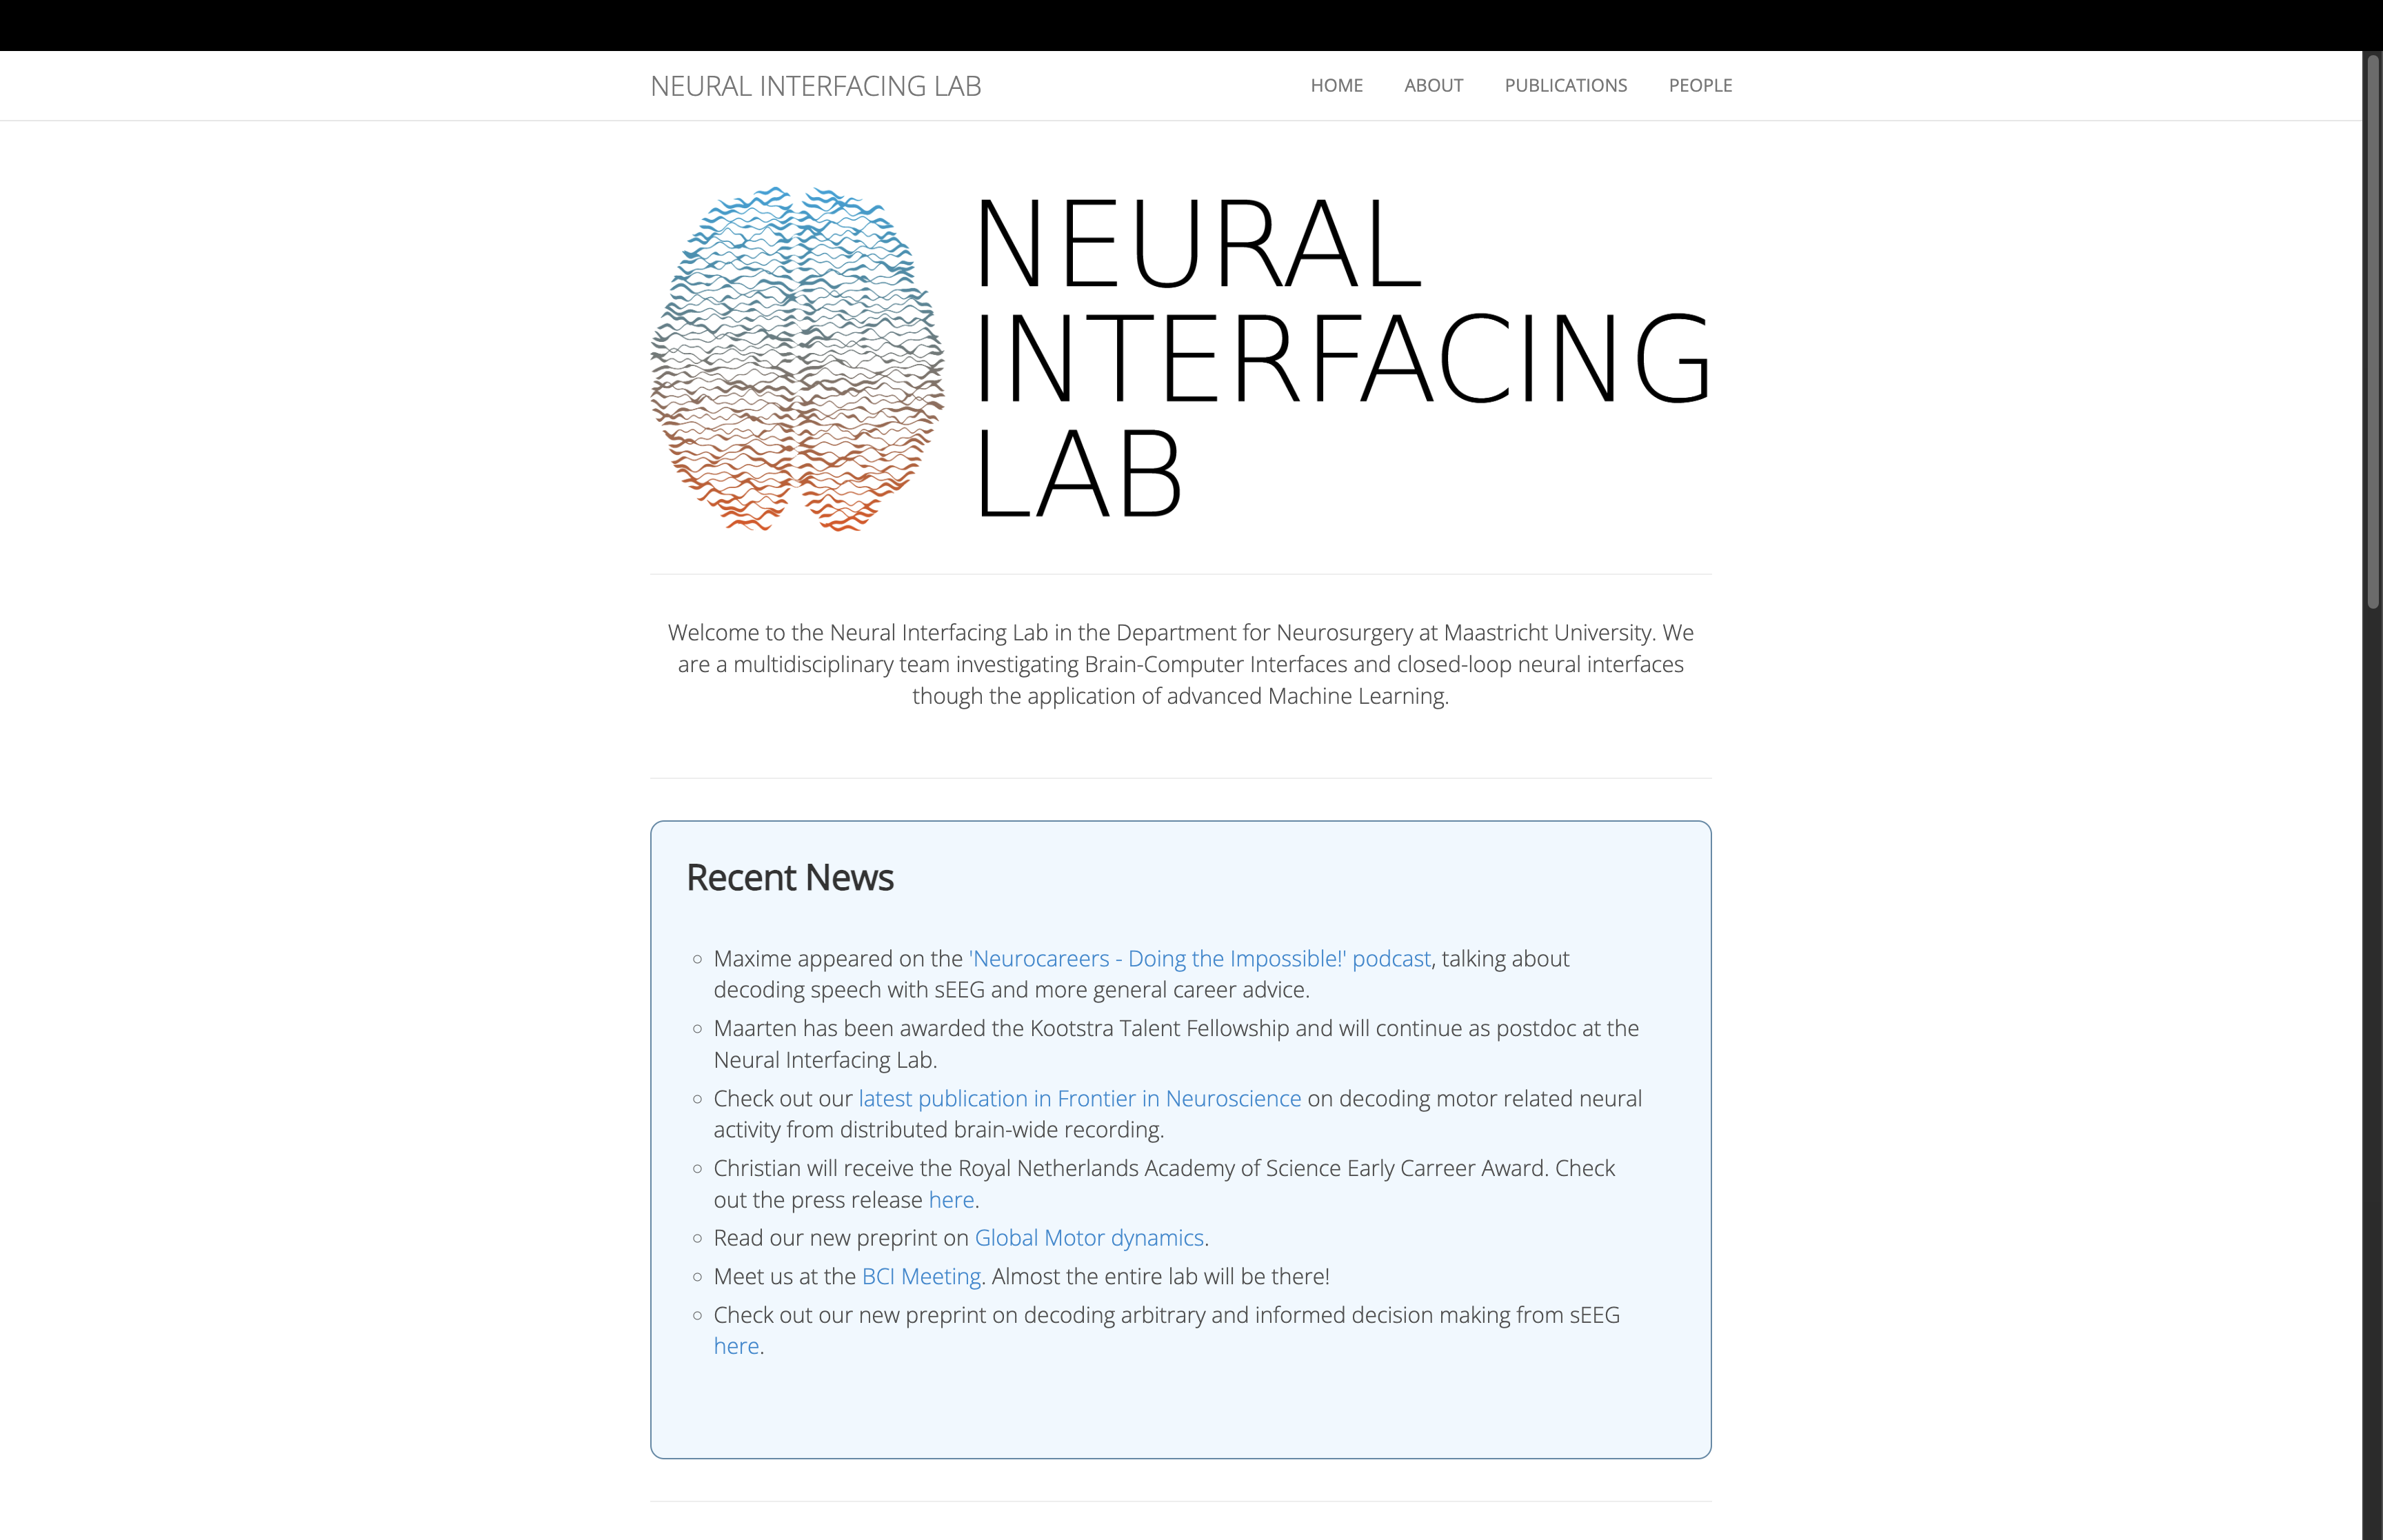 NEURAL INTERFACING LAB
HOME ABOUT PUBLICATIONS PEOPLE
NEURAL
INTERFACING
LAB
Welcome to the Neural Interfacing Lab in the Department for Neurosurgery at Maastricht University. We
are a multidisciplinary team investigating Brain-Computer Interfaces and closed-loop neural interfaces
though the application of advanced Machine Learning.
Recent News
Maxime appeared on the 'Neurocareers - Doing the Impossible!' podcast, talking about
decoding speech with sEEG and more general career advice.
Maarten has been awarded the Kootstra Talent Fellowship and will continue as postdoc at the
Neural Interfacing Lab.
Check out our latest publication in Frontier in Neuroscience on decoding motor related neural
activity from distributed brain-wide recording.
Christian will receive the Royal Netherlands Academy of Science Early Carreer Award. Check
out the press release here.
Read our new preprint on Global Motor dynamics.
Meet us at the BCI Meeting. Almost the entire lab will be there!
Check out our new preprint on decoding arbitrary and informed decision making from sEEG
here.